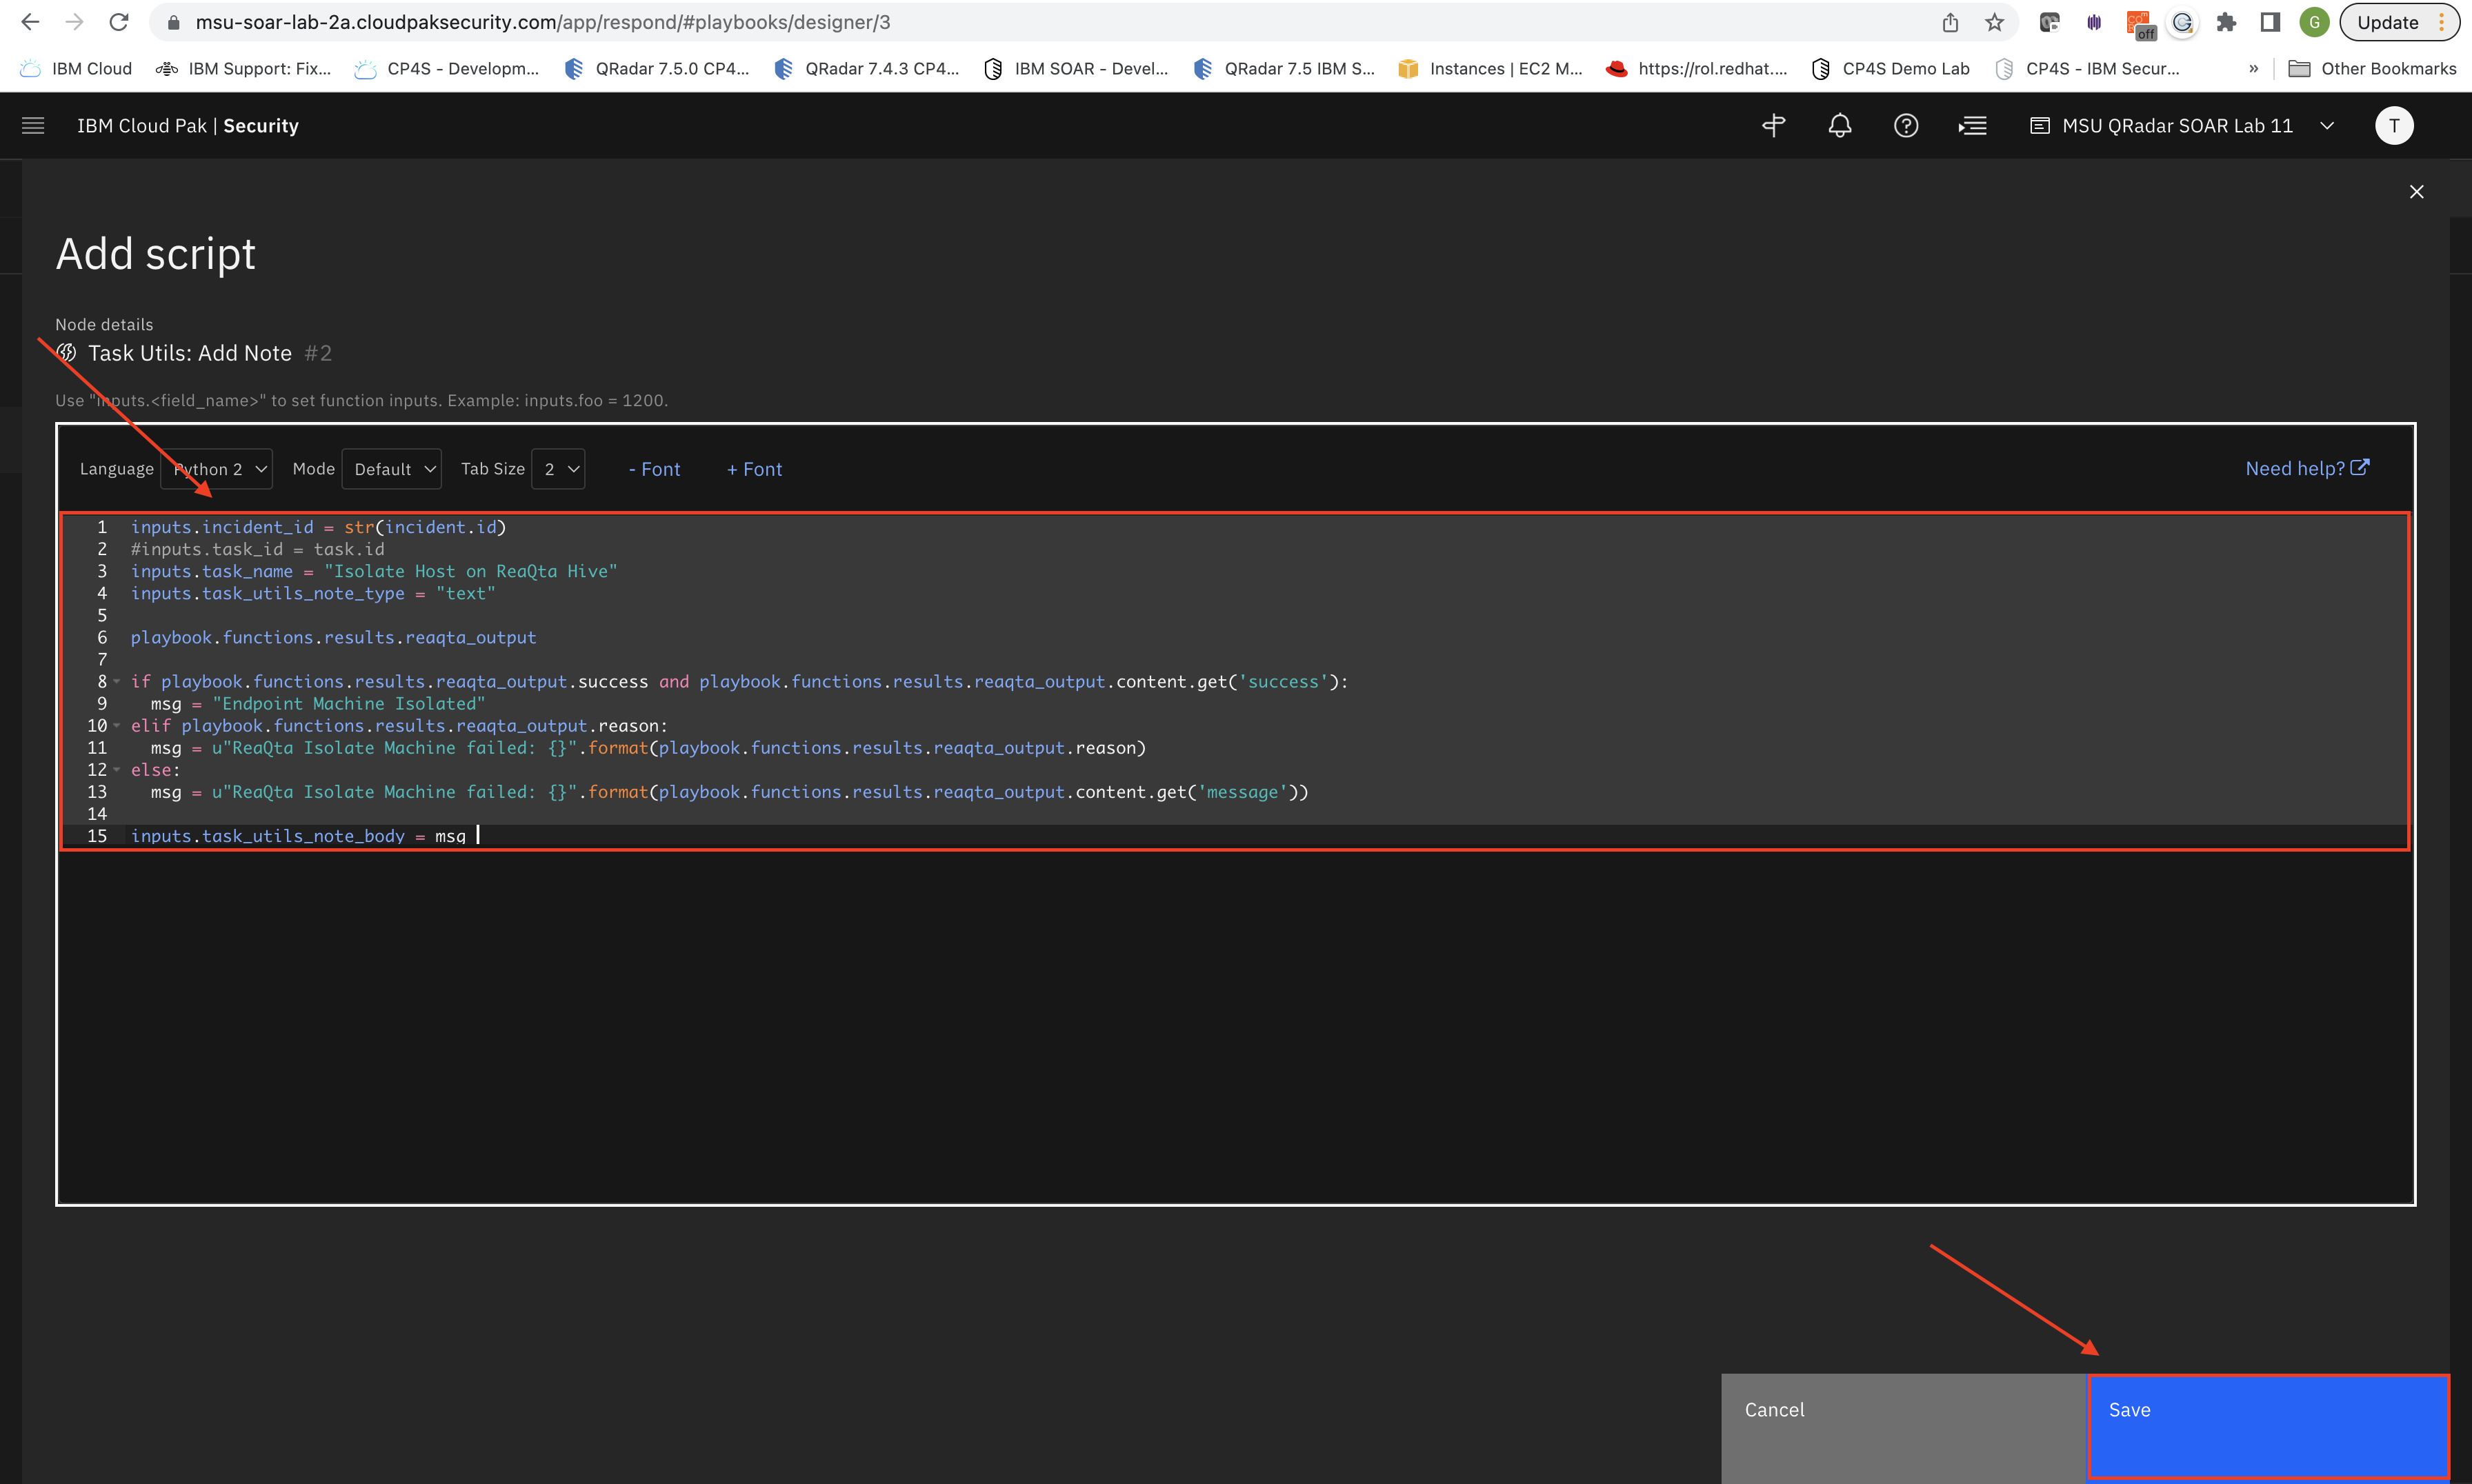 msu-soar-lab-2a.cloudpaksecurity.com/app/respond/#playbooks/designer/3
off
G
Update
IBM Cloud
IBM Support: Fix...
CP4S - Developm...
QRadar 7.5.0 CP4...
QRadar 7.4.3 CP4...
IBM SOAR - Devel...
QRadar 7.5 IBM S...
Instances | EC2 M...
https://rol.redhat....
CP4S Demo Lab
CP4S - IBM Secur...
»
Other Bookmarks
IBM Cloud Pak | Security
MSU QRadar SOAR Lab 11
T
Add script
Node details
Task Utils: Add Note #2
Use "inputs.<field_name>" to set function inputs. Example: inputs.foo = 1200.
Language Python 2 Mode Default Tab Size 2 - Font + Font Need help?
1 inputs.incident_id = str(incident.id)
2 #inputs.task_id = task.id
3 inputs.task_name = "Isolate Host on ReaQta Hive"
4 inputs.task_utils_note_type = "text"
5
6 playbook.functions.results.reaqta_output
7
8 if playbook.functions.results.reaqta_output.success and playbook.functions.results.reaqta_output.content.get('success'):
9 msg = "Endpoint Machine Isolated"
10 elif playbook.functions.results.reaqta_output.reason:
11 msg = u"ReaQta Isolate Machine failed: {}".format(playbook.functions.results.reaqta_output.reason)
12 else:
13 msg = u"ReaQta Isolate Machine failed: {}".format(playbook.functions.results.reaqta_output.content.get('message'))
14
15 inputs.task_utils_note_body = msg
Cancel
Save